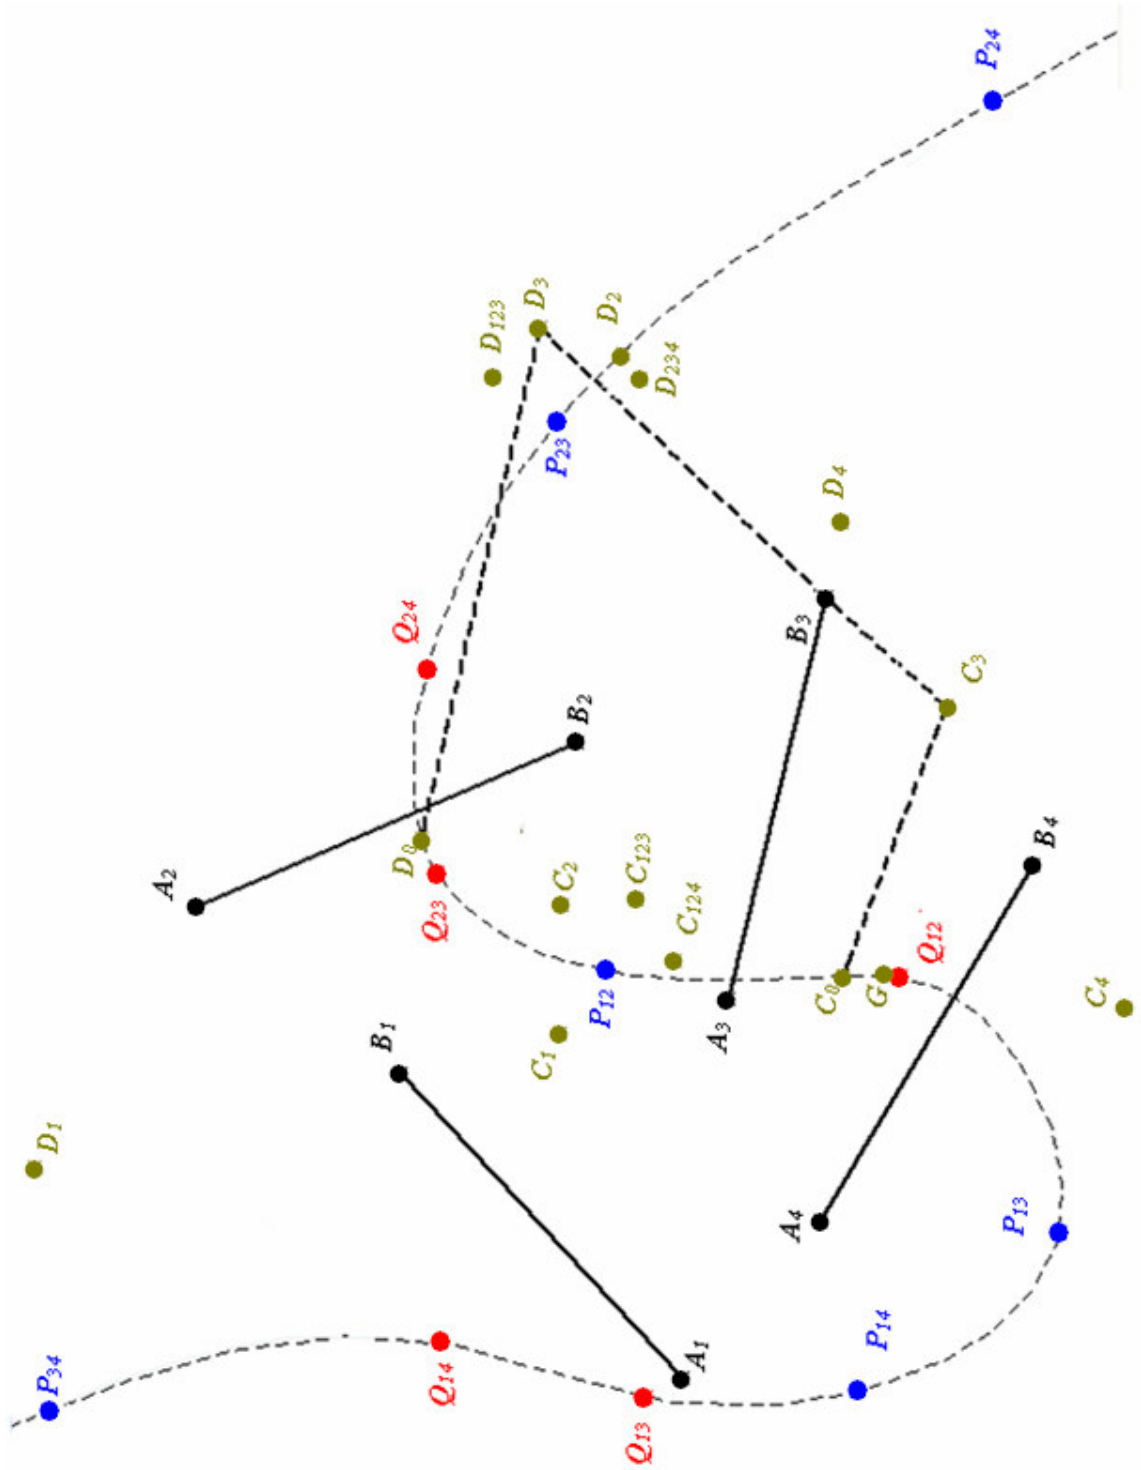 P₃₄
D₁
A₂
B₁
D₀
Q₂₄
Q₂₃
Q₁₄
D₁₂₃
D₃
C₁
P₂₃
C₂
B₂
P₁₂
D₂
Q₁₃
C₁₂₃
D₂₃₄
C₁₂₄
A₁
A₃
A₄
B₃
C₀
D₄
G
P₁₄
Q₁₂
C₃
P₂₄
P₁₃
B₄
C₄